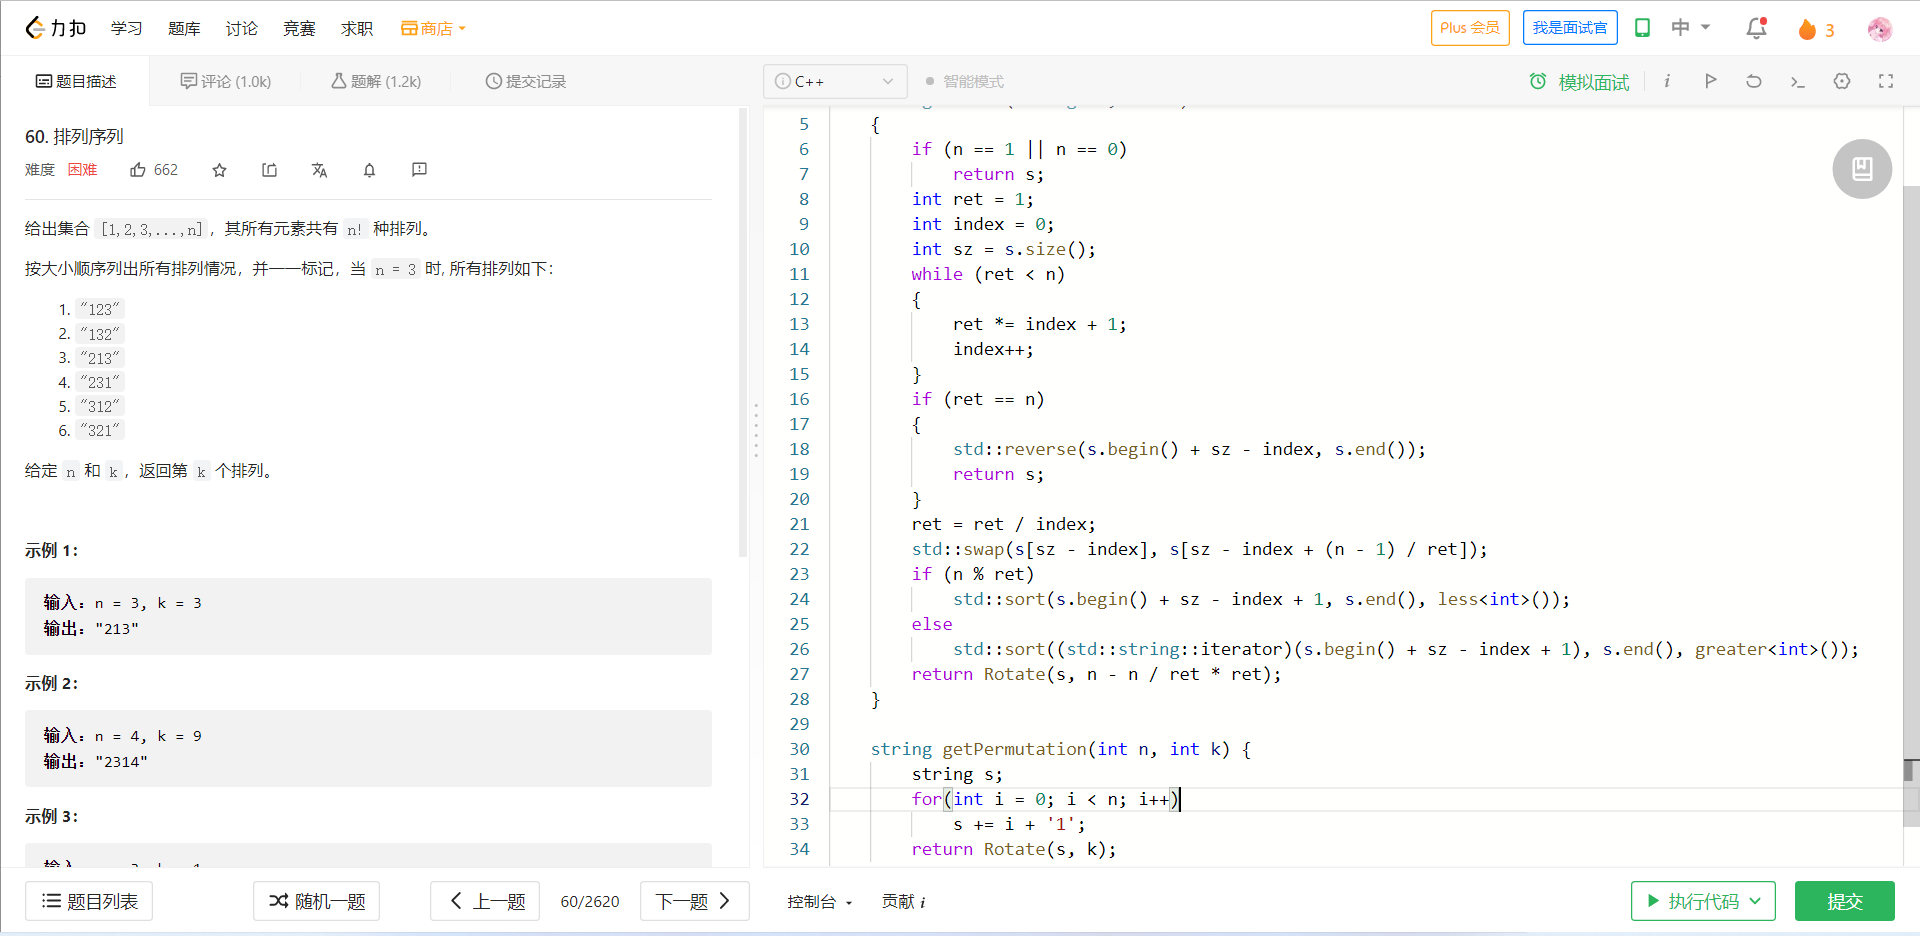 力扣 学习 题库 讨论 竞赛 求职 商店 Plus 会员 我是面试官 中 3
题目描述 评论 (1.0k) 题解 (1.2k) 提交记录
60. 排列序列
难度 困难 662
给出集合 [1,2,3,...,n]，其所有元素共有 n! 种排列。
按大小顺序列出所有排列情况，并一一标记，当 n = 3 时, 所有排列如下：
1. "123"
2. "132"
3. "213"
4. "231"
5. "312"
6. "321"
给定 n 和 k，返回第 k 个排列。
示例 1：
输入：n = 3, k = 3
输出："213"
示例 2：
输入：n = 4, k = 9
输出："2314"
示例 3：
题目列表 随机一题 上一题 60/2620 下一题
C++ 智能模式 模拟面试
5 {
6 if (n == 1 || n == 0)
7 return s;
8 int ret = 1;
9 int index = 0;
10 int sz = s.size();
11 while (ret < n)
12 {
13 ret *= index + 1;
14 index++;
15 }
16 if (ret == n)
17 {
18 std::reverse(s.begin() + sz - index, s.end());
19 return s;
20 }
21 ret = ret / index;
22 std::swap(s[sz - index], s[sz - index + (n - 1) / ret]);
23 if (n % ret)
24 std::sort(s.begin() + sz - index + 1, s.end(), less<int>());
25 else
26 std::sort((std::string::iterator)(s.begin() + sz - index + 1), s.end(), greater<int>());
27 return Rotate(s, n - n / ret * ret);
28 }
29
30 string getPermutation(int n, int k) {
31 string s;
32 for(int i = 0; i < n; i++)
33 s += i + '1';
34 return Rotate(s, k);
控制台 贡献 i 执行代码 提交